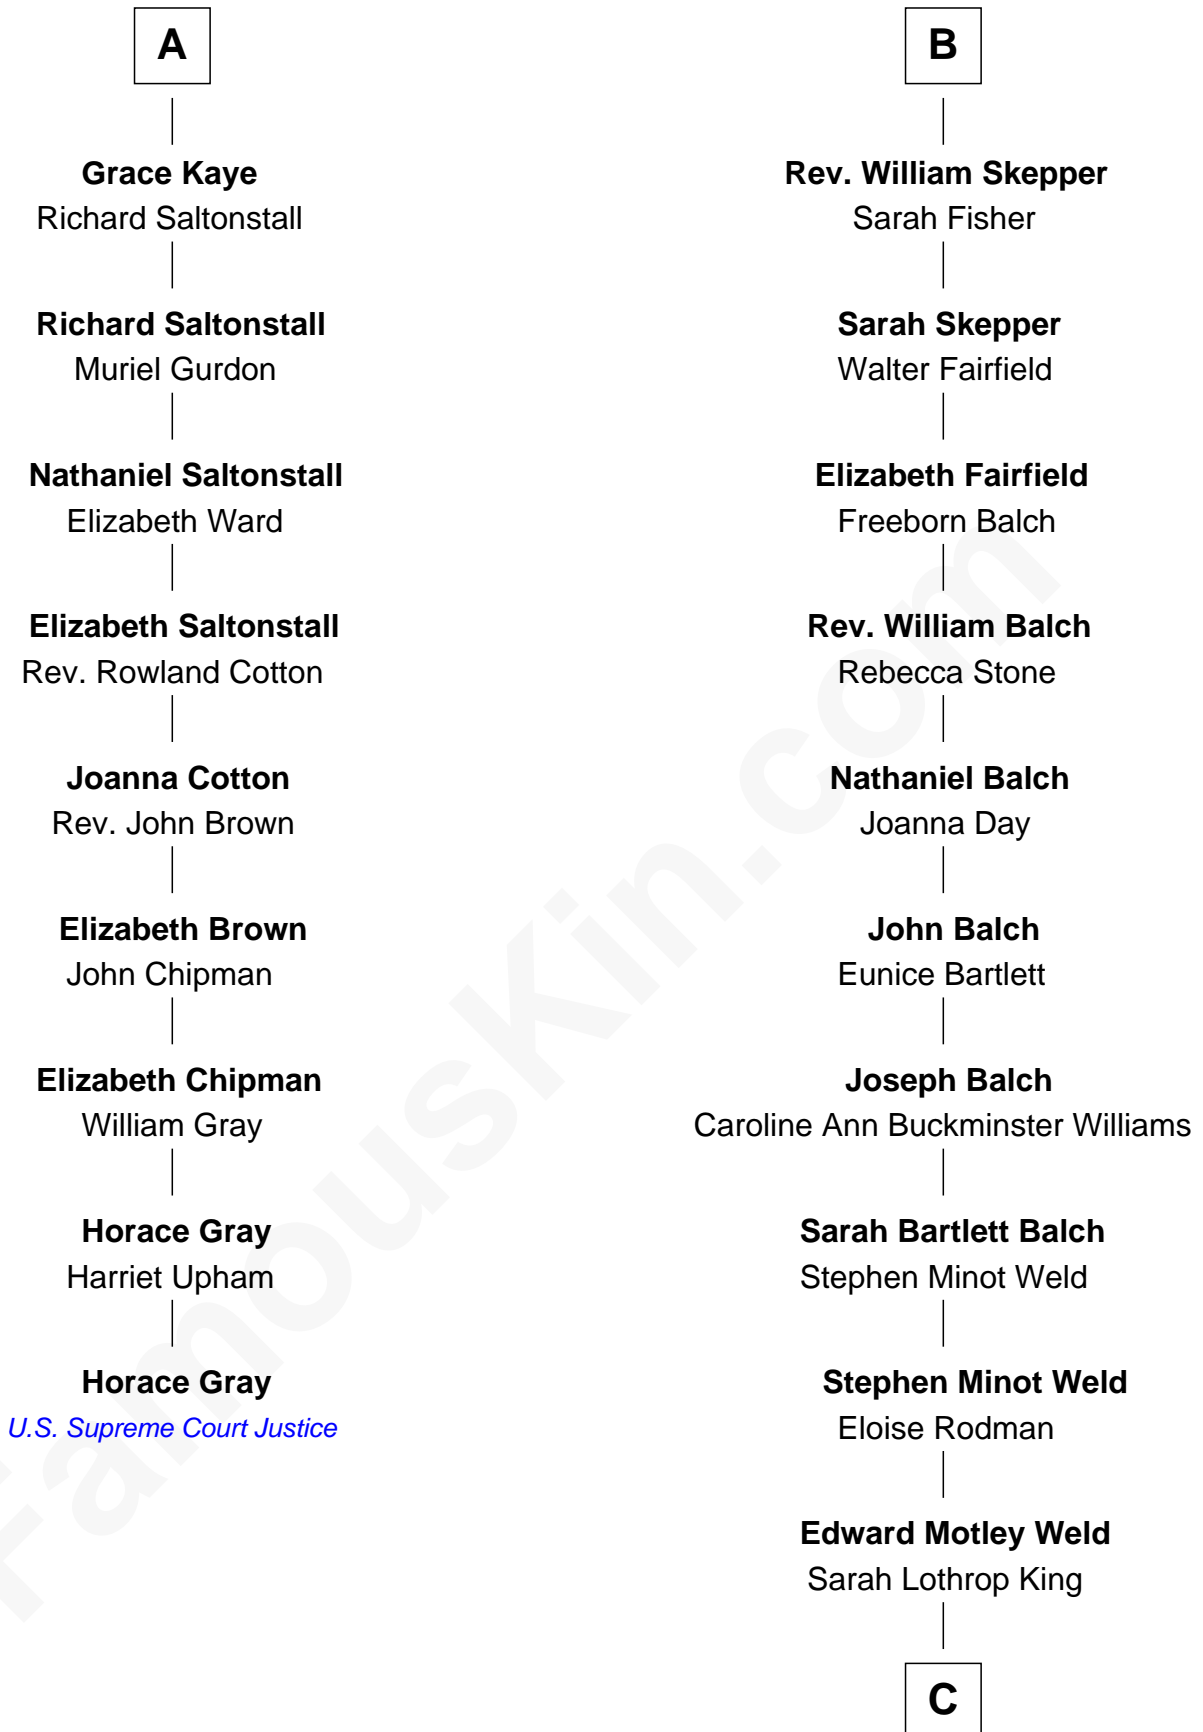 A
Grace Kaye
Richard Saltonstall
Richard Saltonstall
Muriel Gurdon
Nathaniel Saltonstall
Elizabeth Ward
Elizabeth Saltonstall
Rev. Rowland Cotton
Joanna Cotton
Rev. John Brown
Elizabeth Brown
John Chipman
Elizabeth Chipman
William Gray
Horace Gray
Harriet Upham
Horace Gray
U.S. Supreme Court Justice
B
Rev. William Skepper
Sarah Fisher
Sarah Skepper
Walter Fairfield
Elizabeth Fairfield
Freeborn Balch
Rev. William Balch
Rebecca Stone
Nathaniel Balch
Joanna Day
John Balch
Eunice Bartlett
Joseph Balch
Caroline Ann Buckminster Williams
Sarah Bartlett Balch
Stephen Minot Weld
Stephen Minot Weld
Eloise Rodman
Edward Motley Weld
Sarah Lothrop King
C
FamousKin.com